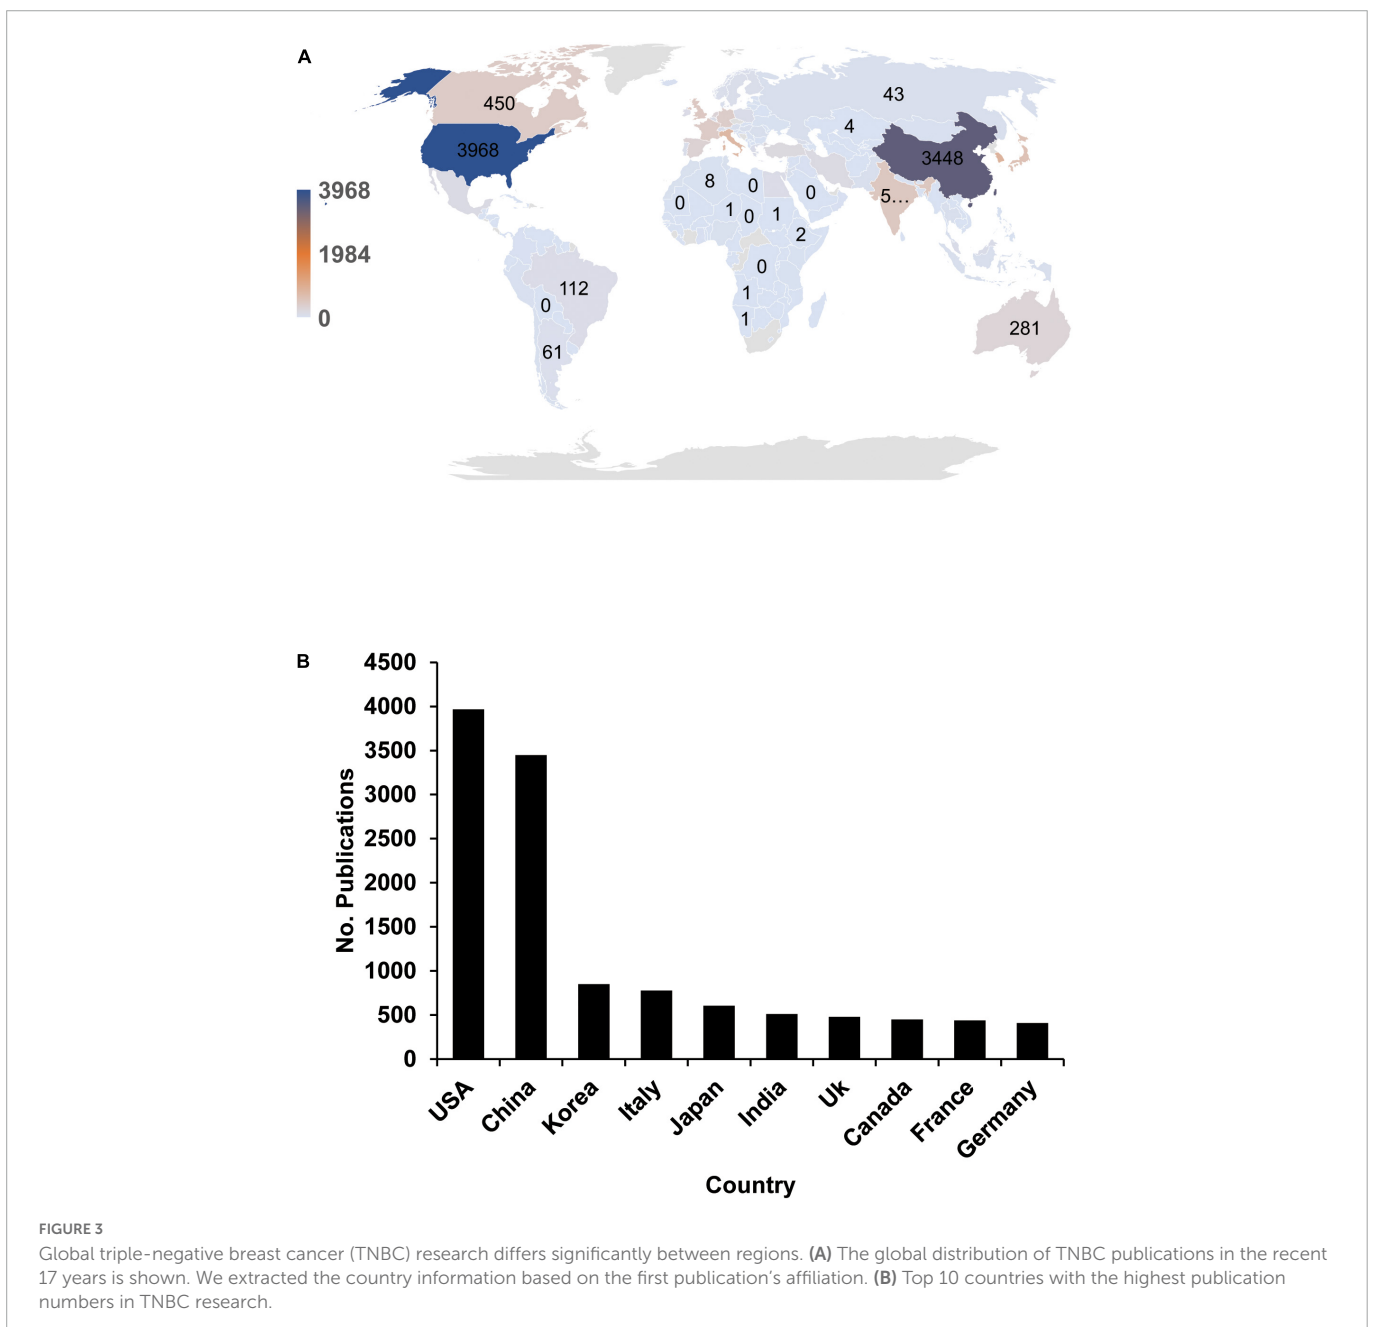 A
450
43
4
3968
3448
3968
1984
0
8
0
0
0
5...
1
0
1
2
0
112
0
1
1
61
281
B
4500
4000
3500
3000
2500
2000
1500
1000
500
0
No. Publications
USA
China
Korea
Italy
Japan
India
Uk
Canada
France
Germany
Country
FIGURE 3
Global triple-negative breast cancer (TNBC) research differs significantly between regions. (A) The global distribution of TNBC publications in the recent
17 years is shown. We extracted the country information based on the first publication's affiliation. (B) Top 10 countries with the highest publication
numbers in TNBC research.